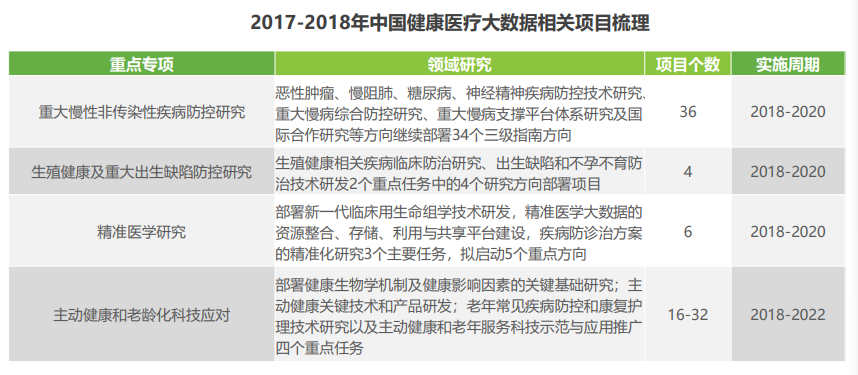 2017-2018年中国健康医疗大数据相关项目梳理
重点专项 领域研究 项目个数 实施周期
重大慢性非传染性疾病防控研究
恶性肿瘤、慢阻肺、糖尿病、神经精神疾病防控技术研究、
重大慢病综合防控研究、重大慢病支撑平台体系研究及国
际合作研究等方向继续部署34个三级指南方向
36
2018-2020
生殖健康及重大出生缺陷防控研究
生殖健康相关疾病临床防治研究、出生缺陷和不孕不育防
治技术研发2个重点任务中的4个研究方向部署项目
4
2018-2020
精准医学研究
部署新一代临床用生命组学技术研发，精准医学大数据的
资源整合、存储、利用与共享平台建设，疾病防诊治方案
的精准化研究3个主要任务，拟启动5个重点方向
6
2018-2020
主动健康和老龄化科技应对
部署健康生物学机制及健康影响因素的关键基础研究；主
动健康关键技术和产品研发；老年常见疾病防控和康复护
理技术研究以及主动健康和老年服务科技示范与应用推广
四个重点任务
16-32
2018-2022